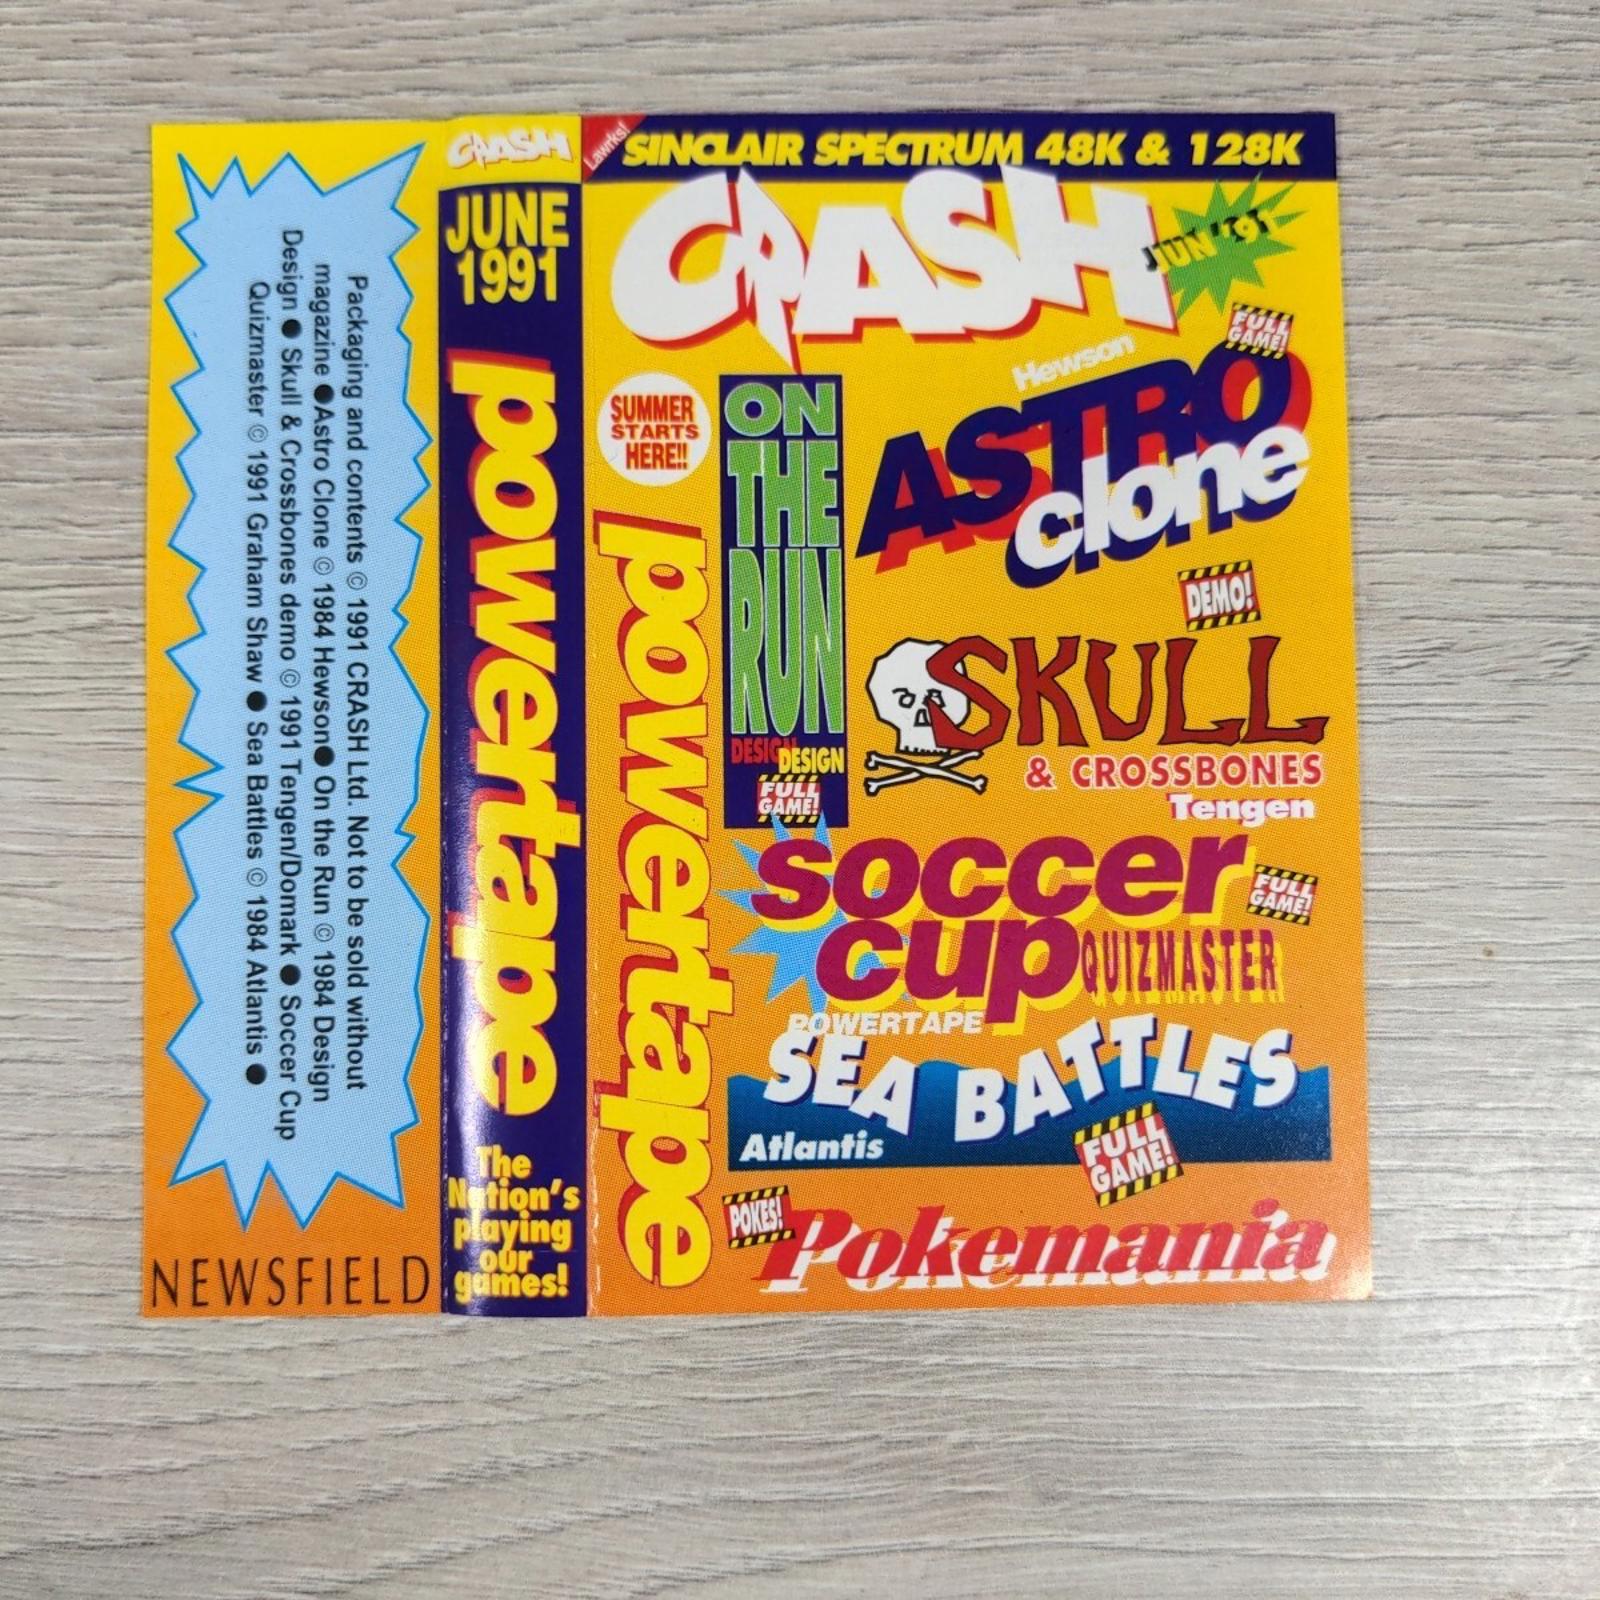 Packaging and contents © 1991 CRASH Ltd. Not to be sold without
magazine ● Astro Clone © 1984 Hewson ● On the Run © 1984 Design
Design ● Skull & Crossbones demo © 1991 Tengen/Domark ● Soccer Cup
Quizmaster © 1991 Graham Shaw ● Sea Battles © 1984 Atlantis ●
NEWSFIELD
CRASH
JUNE
1991
powertape
The
Nation's
playing
our
games!
Lawrks!
SINCLAIR SPECTRUM 48K & 128K
CRASH
JUN '91
SUMMER
STARTS
HERE!!
powertape
ON
THE
RUN
DESIGN
DESIGN
FULL
GAME!
FULL
GAME!
Hewson
ASTRO
clone
DEMO!
SKULL
& CROSSBONES
Tengen
soccer
cup QUIZMASTER
FULL
GAME!
POWERTAPE
SEA BATTLES
Atlantis
FULL
GAME!
POKES!
Pokemania